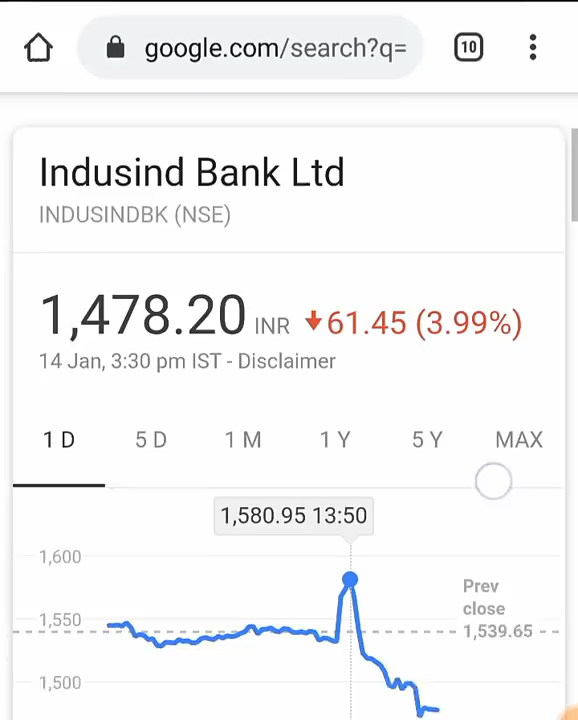 google.com/search?q=
10
Indusind Bank Ltd
INDUSINDBK (NSE)
1,478.20 INR 61.45 (3.99%)
14 Jan, 3:30 pm IST - Disclaimer
1 D 5 D 1 M 1 Y 5 Y MAX
1,580.95 13:50
1,600
Prev
close
1,550
1,539.65
1,500